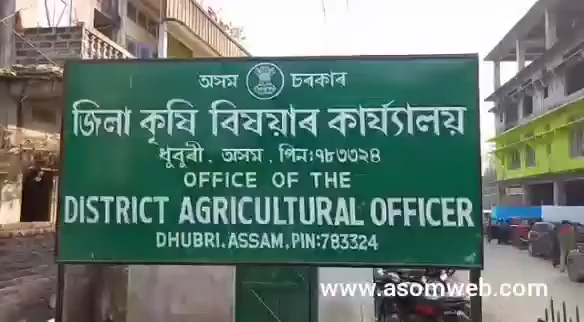 অসম চৰকাৰ
জিলা কৃষি বিষয়াৰ কাৰ্য্যালয়
ধুবুৰী . অসম . পিন:৭৮৩৩২৪
OFFICE OF THE
DISTRICT AGRICULTURAL OFFICER
DHUBRI.ASSAM.PIN:783324
www.asomweb.com